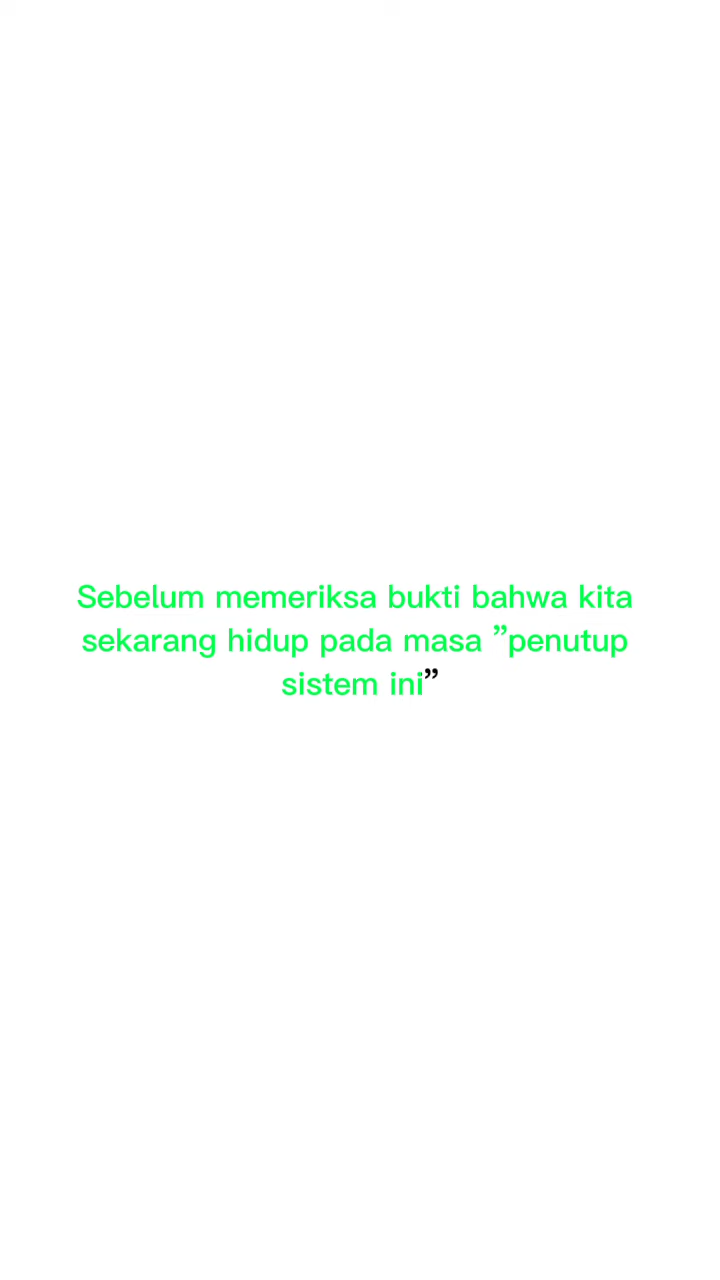 Sebelum memeriksa bukti bahwa kita
sekarang hidup pada masa ”penutup
sistem ini”